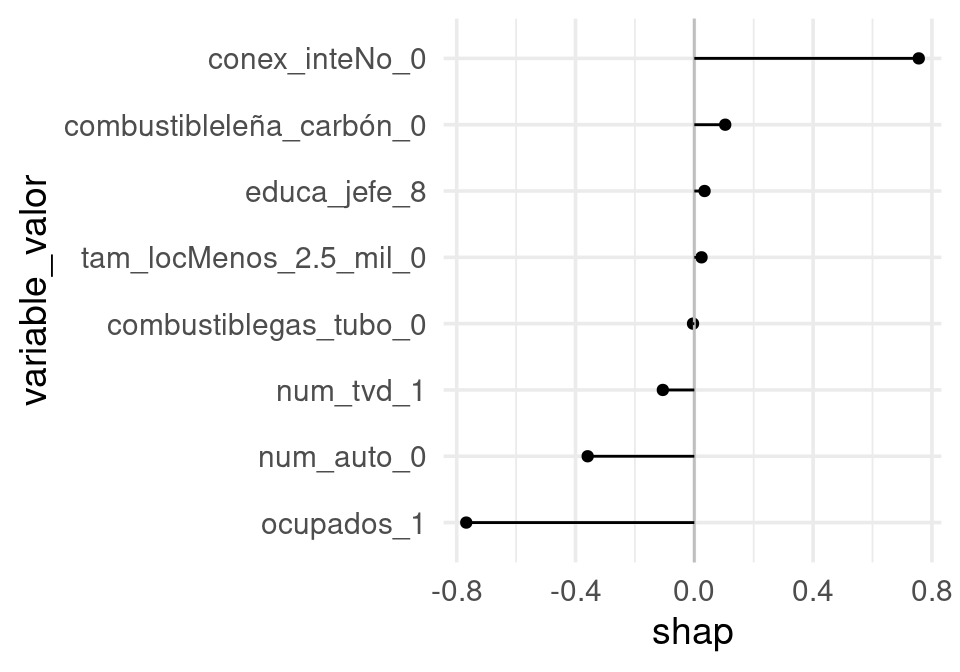 variable_valor
conex_inteNo_0
combustibleleña_carbón_0
educa_jefe_8
tam_locMenos_2.5_mil_0
combustiblegas_tubo_0
num_tvd_1
num_auto_0
ocupados_1
-0.8 -0.4 0.0 0.4 0.8
shap